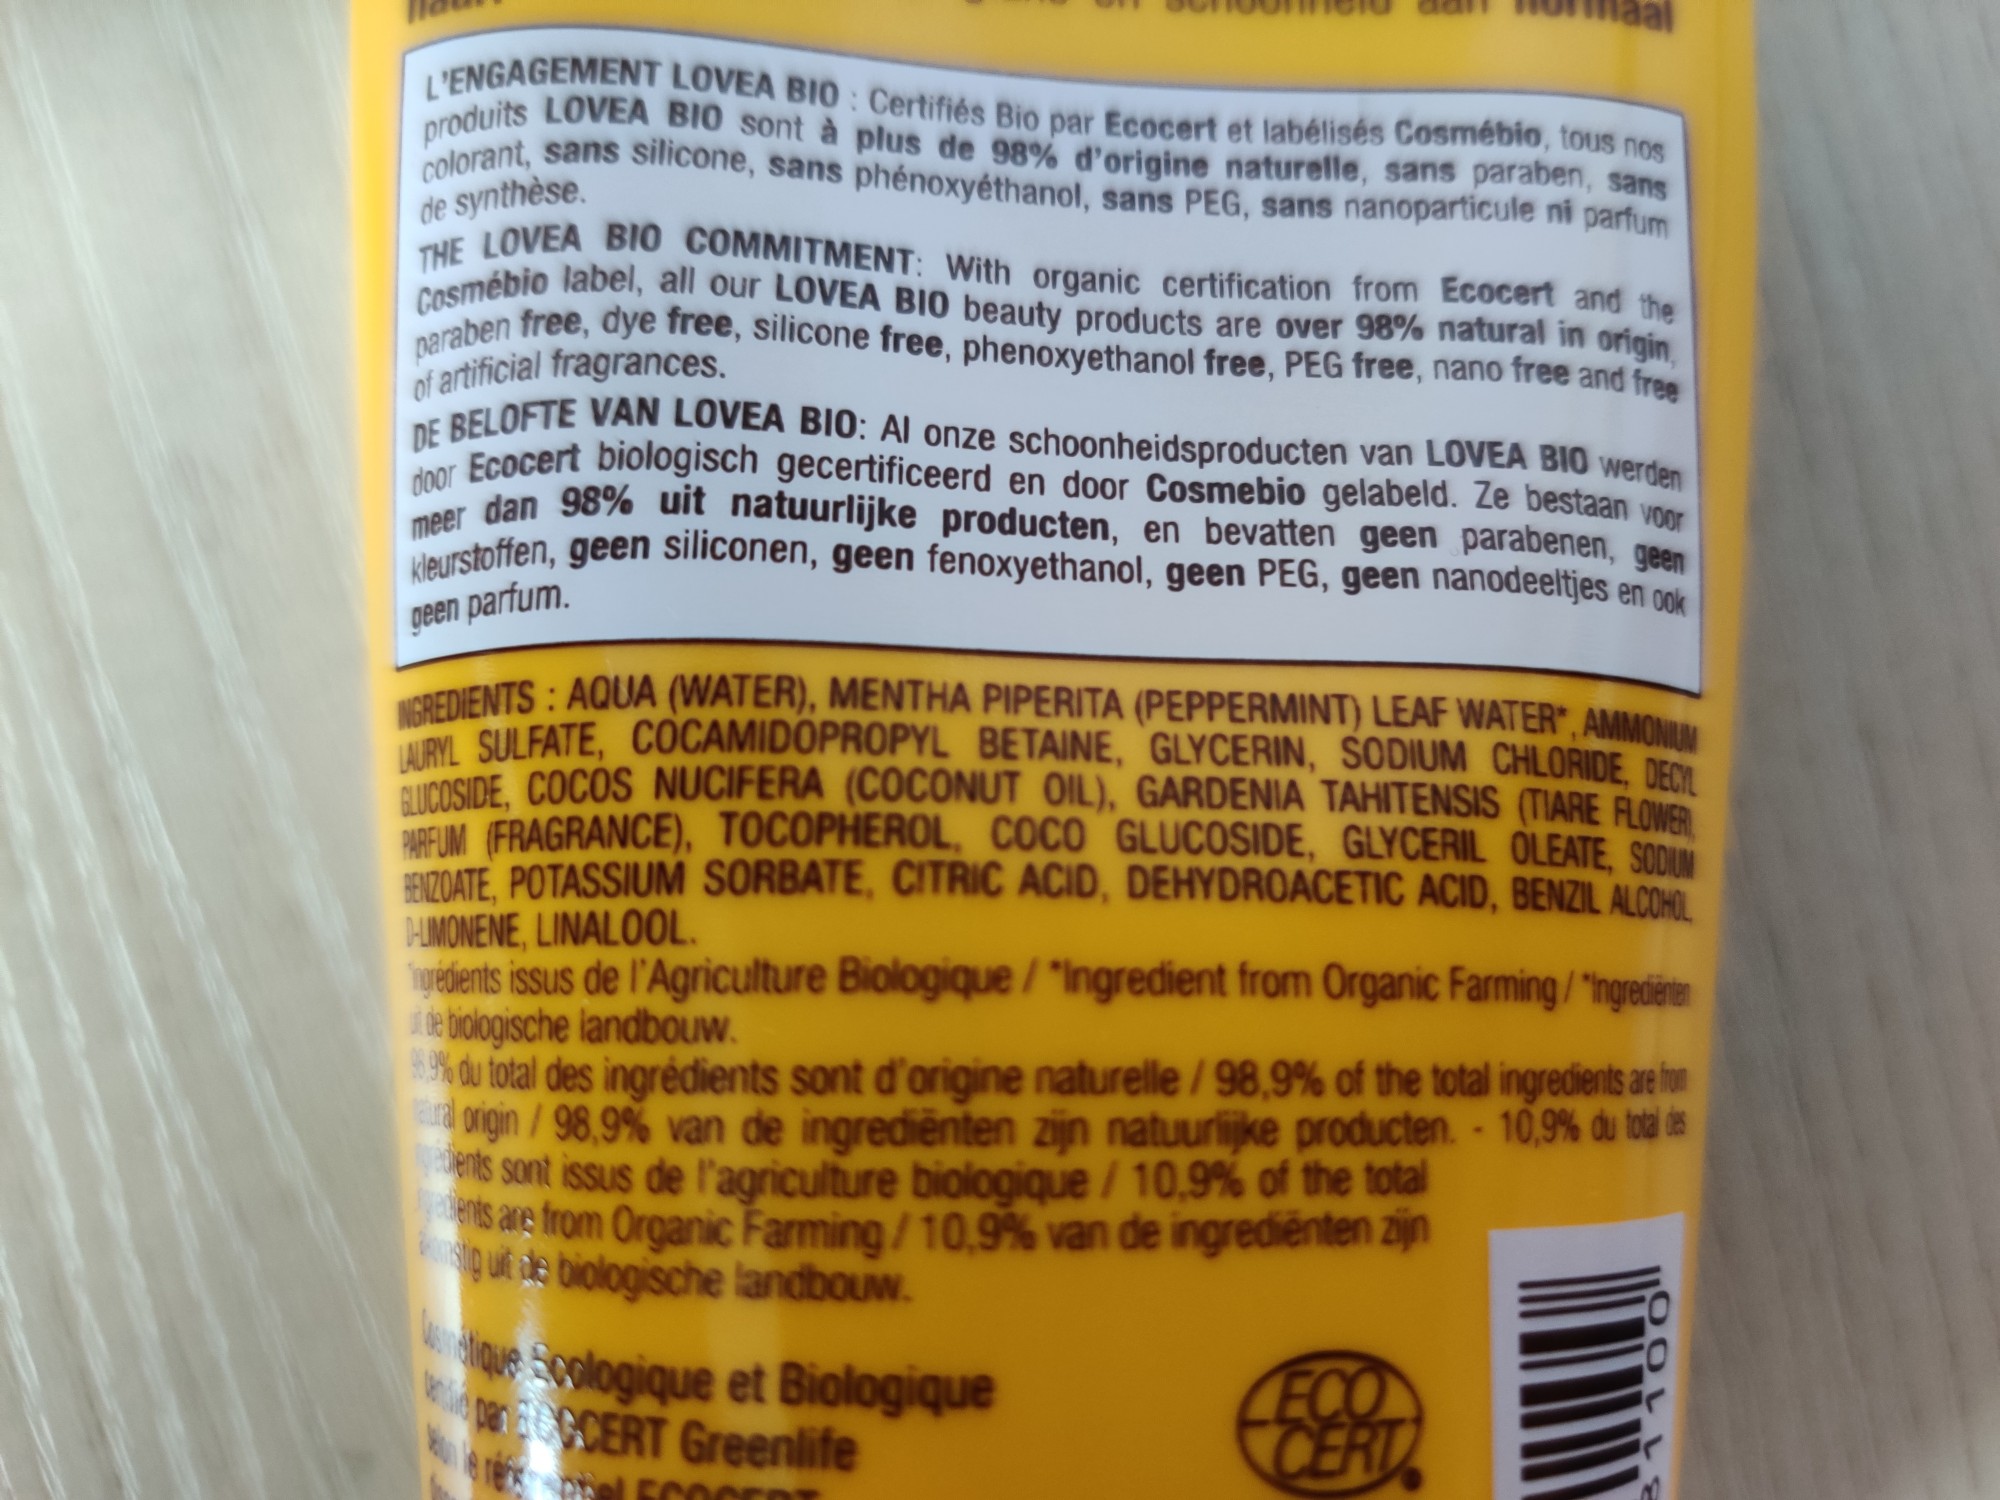 aan normaal
L'ENGAGEMENT LOVEA BIO : Certifiés Bio par Ecocert et labélisés Cosmébio, tous nos
produits LOVEA BIO sont à plus de 98% d'origine naturelle, sans paraben, sans
colorant, sans silicone, sans phénoxyéthanol, sans PEG, sans nanoparticule ni parfum
de synthèse.
THE LOVEA BIO COMMITMENT: With organic certification from Ecocert and the
Cosmébio label, all our LOVEA BIO beauty products are over 98% natural in origin,
paraben free, dye free, silicone free, phenoxyethanol free, PEG free, nano free and free
of artificial fragrances.
DE BELOFTE VAN LOVEA BIO: Al onze schoonheidsproducten van LOVEA BIO werden
door Ecocert biologisch gecertificeerd en door Cosmebio gelabeld. Ze bestaan voor
meer dan 98% uit natuurlijke producten, en bevatten geen parabenen, geen
kleurstoffen, geen siliconen, geen fenoxyethanol, geen PEG, geen nanodeeltjes en ook
geen parfum.
INGREDIENTS : AQUA (WATER), MENTHA PIPERITA (PEPPERMINT) LEAF WATER*, AMMONIUM
LAURYL SULFATE, COCAMIDOPROPYL BETAINE, GLYCERIN, SODIUM CHLORIDE, DECYL
GLUCOSIDE, COCOS NUCIFERA (COCONUT OIL), GARDENIA TAHITENSIS (TIARE FLOWER),
PARFUM (FRAGRANCE), TOCOPHEROL, COCO GLUCOSIDE, GLYCERIL OLEATE, SODIUM
BENZOATE, POTASSIUM SORBATE, CITRIC ACID, DEHYDROACETIC ACID, BENZIL ALCOHOL,
D-LIMONENE, LINALOOL.
*Ingrédients issus de l'Agriculture Biologique / *Ingredient from Organic Farming / *Ingrediënten
uit de biologische landbouw.
98,9% du total des ingrédients sont d'origine naturelle / 98,9% of the total ingredients are from
natural origin / 98,9% van de ingrediënten zijn natuurlijke producten. - 10,9% du total des
ingrédients sont issus de l'agriculture biologique / 10,9% of the total
ingredients are from Organic Farming / 10,9% van de ingrediënten zijn
afkomstig uit de biologische landbouw.
Cosmétique Ecologique et Biologique
certifié par ECOCERT Greenlife
selon le référentiel ECOCERT
ECO
CERT
81100